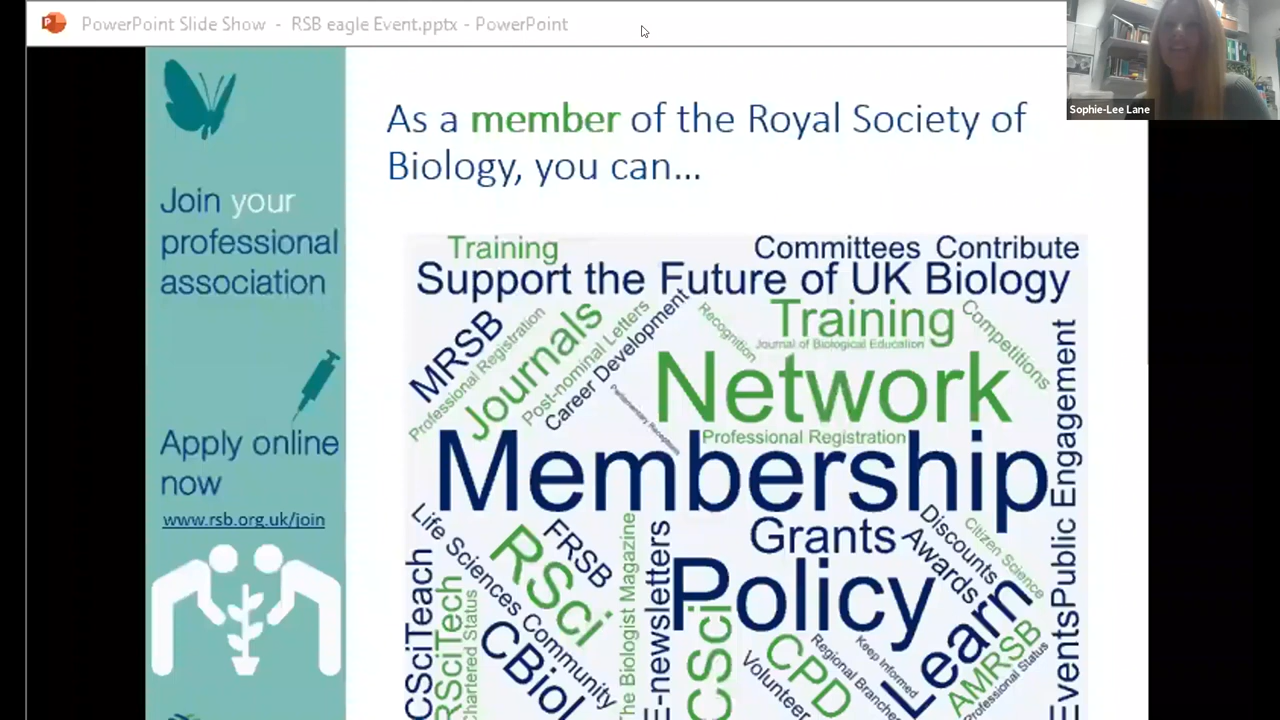 PowerPoint Slide Show - RSB eagle Event.pptx - PowerPoint
Sophie-Lee Lane
Join your
professional
association
Apply online
now
www.rsb.org.uk/join
As a member of the Royal Society of
Biology, you can...
Training
Committees
Contribute
Support the Future of UK Biology
MRSB
Professional Registration
Journals
Post-nominal Letters
Career Development
Recognition
Training
Journal of Biological Education
Competitions
Network
Parliamentary Reception
Professional Registration
Membership
Public Engagement
Life Sciences Community
FRSB
RSci
Grants
Discounts
Awards
Citizen Science
CSciTeach
RSciTech
Chartered Status
CBiol
The Biologist Magazine
E-newsletters
Policy
CSci
CPD
Volunteer
Regional Branches
Keep Informed
Learn
AMRSB
Professional Status
Events